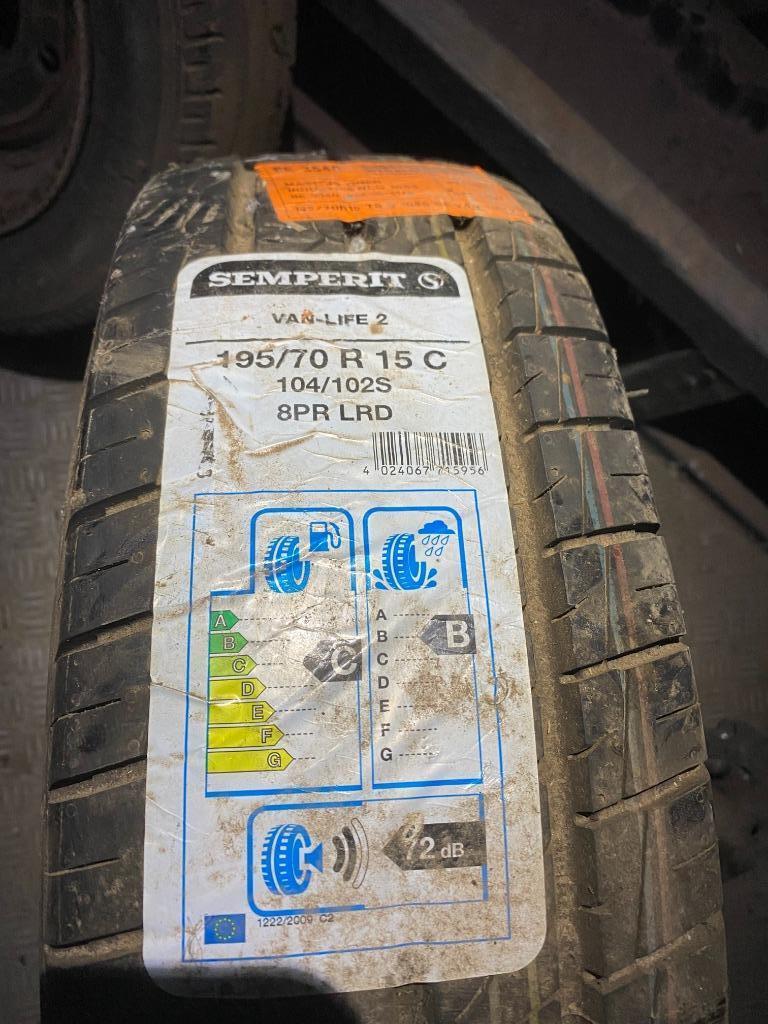 SEMPERIT
VAN-LIFE 2
195/70 R 15 C
104/102S
8PR LRD
4 024067 715956
A
B
C
D
E
F
G
C
A
B
C
D
E
F
G
B
72 dB
1222/2009 C2